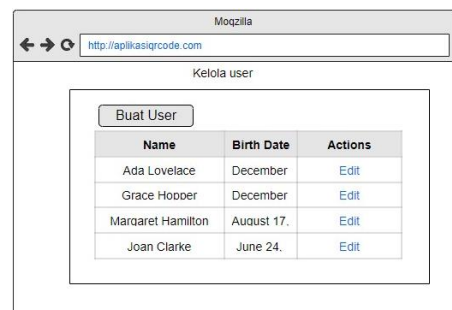 Moqzilla
http://aplikasiqrcode.com
Kelola user
Buat User
Name Birth Date Actions
Ada Lovelace December Edit
Grace Hopper December Edit
Margaret Hamilton August 17, Edit
Joan Clarke June 24, Edit